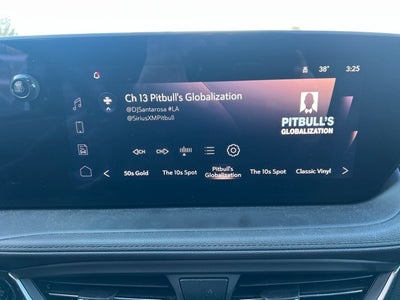 38° 3:25
Ch 13 Pitbull's Globalization
@DJSantarosa #LA
@SiriusXMPitbull
PITBULL'S
GLOBALIZATION
CH CH
50s Gold The 10s Spot Pitbull's Globalization The 10s Spot Classic Vinyl